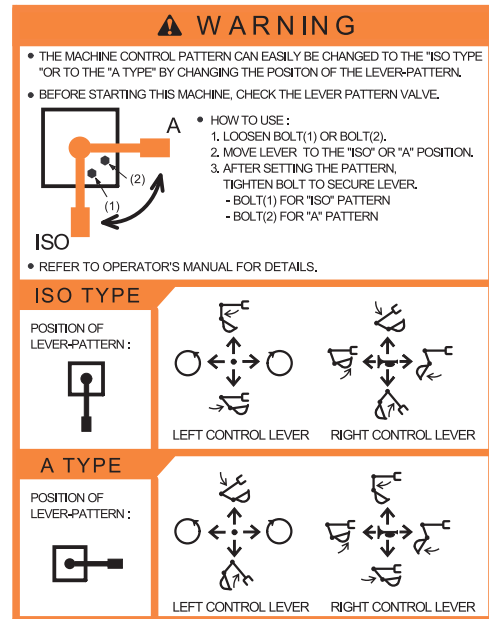 WARNING
• THE MACHINE CONTROL PATTERN CAN EASILY BE CHANGED TO THE "ISO TYPE
"OR TO THE "A TYPE" BY CHANGING THE POSITON OF THE LEVER-PATTERN.
• BEFORE STARTING THIS MACHINE, CHECK THE LEVER PATTERN VALVE.
A
(2)
(1)
ISO
• HOW TO USE :
1. LOOSEN BOLT(1) OR BOLT(2).
2. MOVE LEVER TO THE "ISO" OR "A" POSITION.
3. AFTER SETTING THE PATTERN,
TIGHTEN BOLT TO SECURE LEVER.
- BOLT(1) FOR "ISO" PATTERN
- BOLT(2) FOR "A" PATTERN
• REFER TO OPERATOR'S MANUAL FOR DETAILS.
ISO TYPE
POSITION OF
LEVER-PATTERN :
LEFT CONTROL LEVER
RIGHT CONTROL LEVER
A TYPE
POSITION OF
LEVER-PATTERN :
LEFT CONTROL LEVER
RIGHT CONTROL LEVER